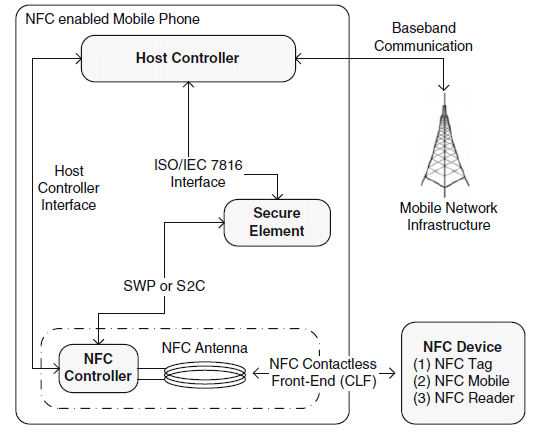 NFC enabled Mobile Phone
Host Controller
Baseband
Communication
ISO/IEC 7816
Interface
Host
Controller
Interface
Secure
Element
Mobile Network
Infrastructure
SWP or S2C
NFC Antenna
NFC
Controller
NFC Contactless
Front-End (CLF)
NFC Device
(1) NFC Tag
(2) NFC Mobile
(3) NFC Reader